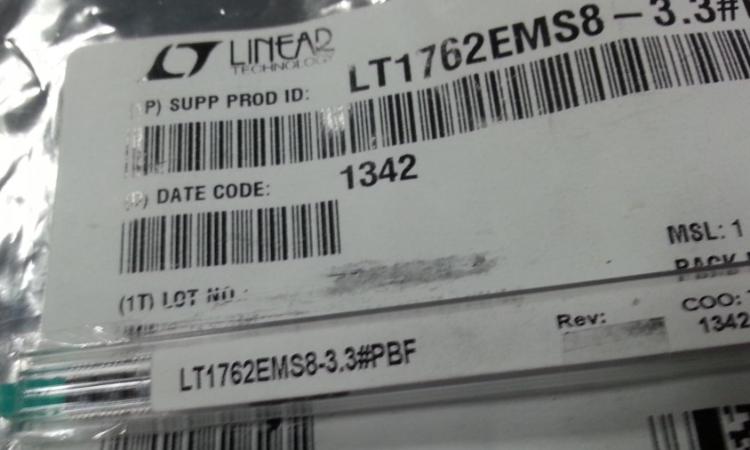 LINEAR
TECHNOLOGY
LT1762EMS8-3.3#
P) SUPP PROD ID:
1342
DATE CODE:
MSL: 1
(1T) LOT NO
COO:
Rev:
1342
LT1762EMS8-3.3#PBF